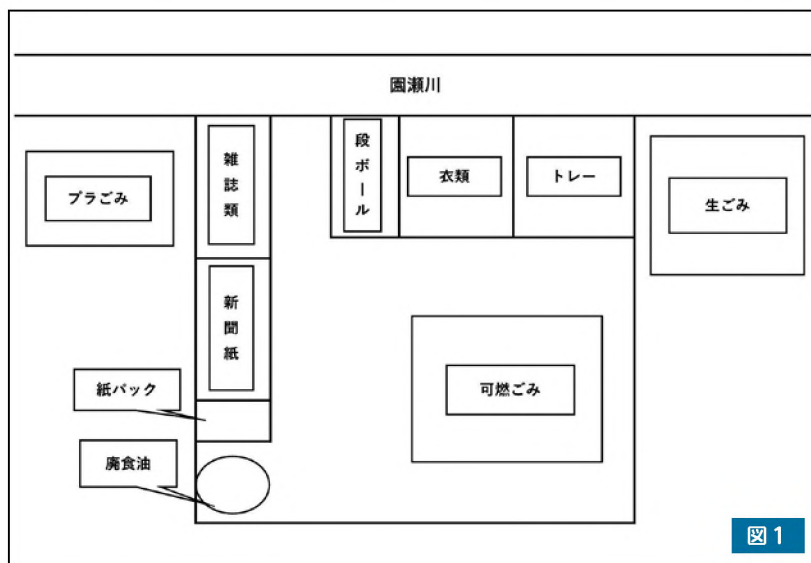 園瀬川
雑誌類
段ボール
衣類
トレー
プラごみ
生ごみ
新聞紙
可燃ごみ
紙パック
廃食油
図1